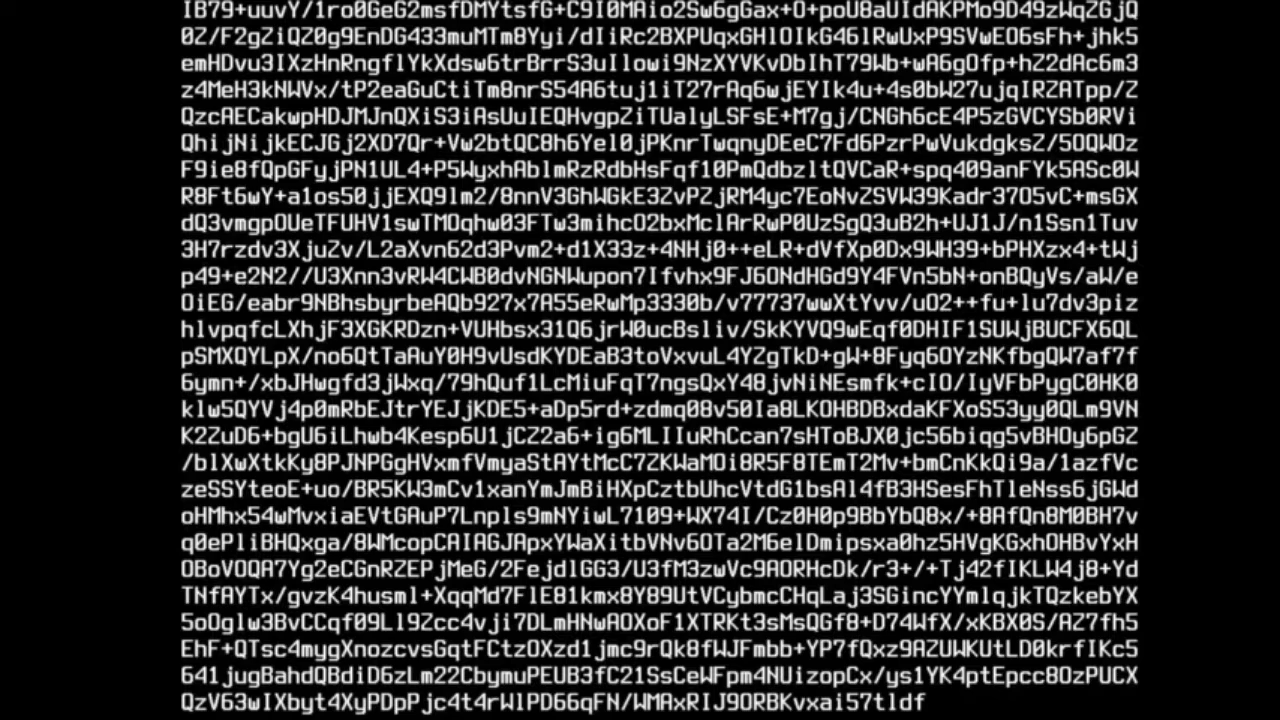 IB79+uuvY/1ro0GeG2msfDMYtsfG+C9I0MAio2Sw6gGax+O+poU8aUIdAKPMo9D49zWqZGjQ
0Z/F2gZiQZ0g9EnDG433muMTm8Yyi/dIiRc2BXPUqxGHlOIkG46lRwUxP9SVwEO6sFh+jhk5
emHDvu3IXzHnRngflYkXdsw6trBrrS3uIlowi9NzXYVKvDbIhT79Wb+wA6gOfp+hZ2dAc6m3
z4MeH3kNWVx/tP2eaGuCtiTm8nrS54A6tuj1iT27rAq6wjEYIk4u+4s0bW27ujqIRZATpp/Z
QzcAECakwpHDJMJnQXiS3iAsUuIEQHvgpZiTUalyLSFsE+M7gj/CNGh6cE4P5zGVCYSb0RVi
QhijNijkECJGj2XD7Qr+Vw2btQC8h6Yel0jPKnrTwqnyDEeC7Fd6PzrPwVukdgksZ/5OQWOz
F9ie8fQpGFyjPN1UL4+P5WyxhAblmRzRdbHsFqf10PmQdbzltQVCaR+spq409anFYk5ASc0W
R8Ft6wY+a1os50jjEXQ9lm2/8nnV3GhWGkE3ZvPZjRM4yc7EoNvZSVW39Kadr37O5vC+msGX
dQ3vmgpOUeTFUHV1swTMOqhw03FTw3mihcO2bxMclArRwP0UzSgQ3uB2h+UJ1J/n1Ssn1Tuv
3H7rzdv3XjuZv/L2aXvn62d3Pvm2+d1X33z+4NHj0++eLR+dVfXp0Dx9WH39+bPHXzx4+tWj
p49+e2N2//U3Xnn3vRW4CWB0dvNGNWupon7Ifvhx9FJ6ONdHGd9Y4FVn5bN+onBQyVs/aW/e
OiEG/eabr9NBhsbyrbeAQb927x7A55eRwMp3330b/v77737wwXtYvv/uO2++fu+lu7dv3piz
hlvpqfcLXhjF3XGKRDzn+VUHbsx31Q6jrW0ucBsliv/SkKYVQ9wEqf0DHIF1SUWjBUCFX6QL
pSMXQYLpX/no6QtTaAuY0H9vUsdKYDEaB3toVxvuL4YZgTkD+gW+8Fyq6OYzNKfbgQW7af7f
6ymn+/xbJHwgfd3jWxq/79hQuf1LcMiuFqT7ngsQxY48jvNiNEsmfk+cIO/IyVFbPygC0HK0
klw5QYVj4p0mRbEJtrYEJjKDE5+aDp5rd+zdmq08v50Ia8LKOHBDBxdaKFXoS53yy0QLm9VN
K2ZuD6+bgU6iLhwb4Kesp6U1jCZ2a6+ig6MLIIuRhCcan7sHToBJX0jc56biqg5vBHOy6pGZ
/blXwXtkKy8PJNPGgHVxmfVmyaStAYtMcC7ZKWaMOi8R5F8TEmT2Mv+bmCnKkQi9a/1azfVc
zeSSYteoE+uo/BR5KW3mCv1xanYmJmBiHXpCztbUhcVtdG1bsAl4fB3HSesFhTleNss6jGWd
oHMhx54wMvxiaEVtGAuP7Lnpls9mNYiwL7109+WX74I/Cz0H0p9BbYbQ8x/+8AfQn8M0BH7v
q0ePliBHQxga/8WMcopCAIAGJApxYWaXitbVNv6OTa2M6elDmipsxa0hz5HVgKGxhOHBvYxH
OBoVOQA7Yg2eCGnRZEPjMeG/2FejdlGG3/U3fM3zwVc9AORHcDk/r3+/+Tj42fIKLW4j8+Yd
TNfAYTx/gvzK4husml+XqqMd7FlE81kmx8Y89UtVCybmcCHqLaj3SGincYYmlqjkTQzkebYX
5oOglw3BvCCqf09Ll9Zcc4vji7DLmHNwAOXoF1XTRKt3sMsQGf8+D74WfX/xKBX0S/AZ7fh5
EhF+QTsc4mygXnozcvsGqtFCtzOXzd1jmc9rQk8fWJFmbb+YP7fQxz9AZUWKUtLD0krfIKc5
641jugBahdQBdiD6zLm22CbymuPEUB3fC21SsCeWFpm4NUizopCx/ys1YK4ptEpcc8OzPUCX
QzV63wIXbyt4XyPDpPjc4t4rWlPD66qFN/WMAxRIJ9ORBKvxai57tldf